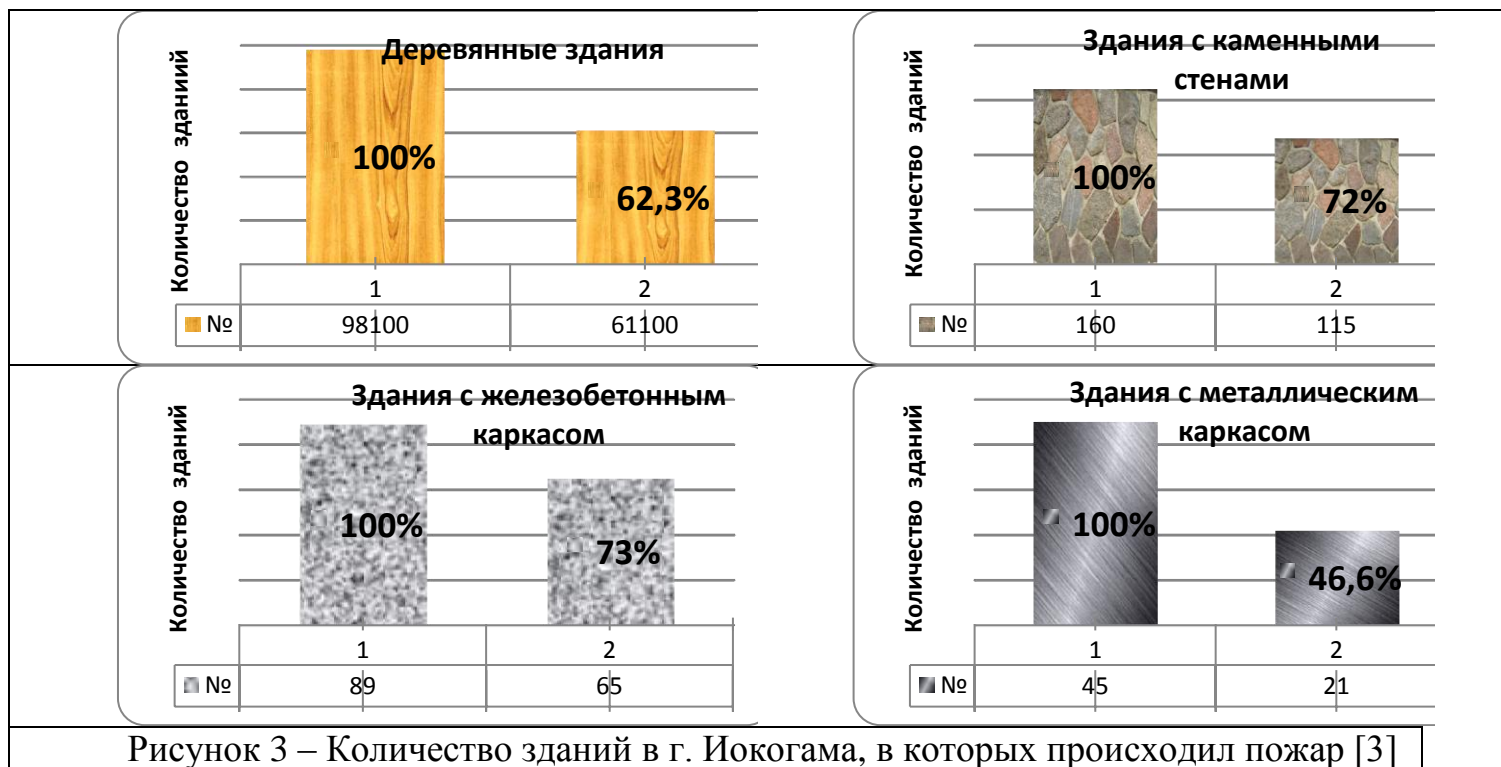 Деревянные здания
Количество зданиий
100%
62,3%
1 2
№ 98100 61100
Здания с каменными
стенами
Количество зданий
100%
72%
1 2
№ 160 115
Здания с железобетонным
каркасом
Количество зданий
100%
73%
1 2
№ 89 65
Здания с металлическим
каркасом
Количество зданий
100%
46,6%
1 2
№ 45 21
Рисунок 3 – Количество зданий в г. Иокогама, в которых происходил пожар [3]